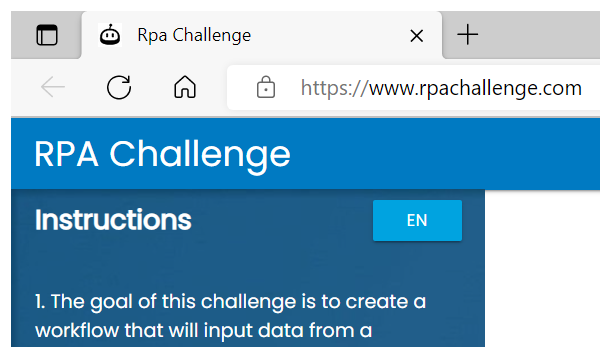 Rpa Challenge
https://www.rpachallenge.com
RPA Challenge
Instructions
EN
1. The goal of this challenge is to create a
workflow that will input data from a